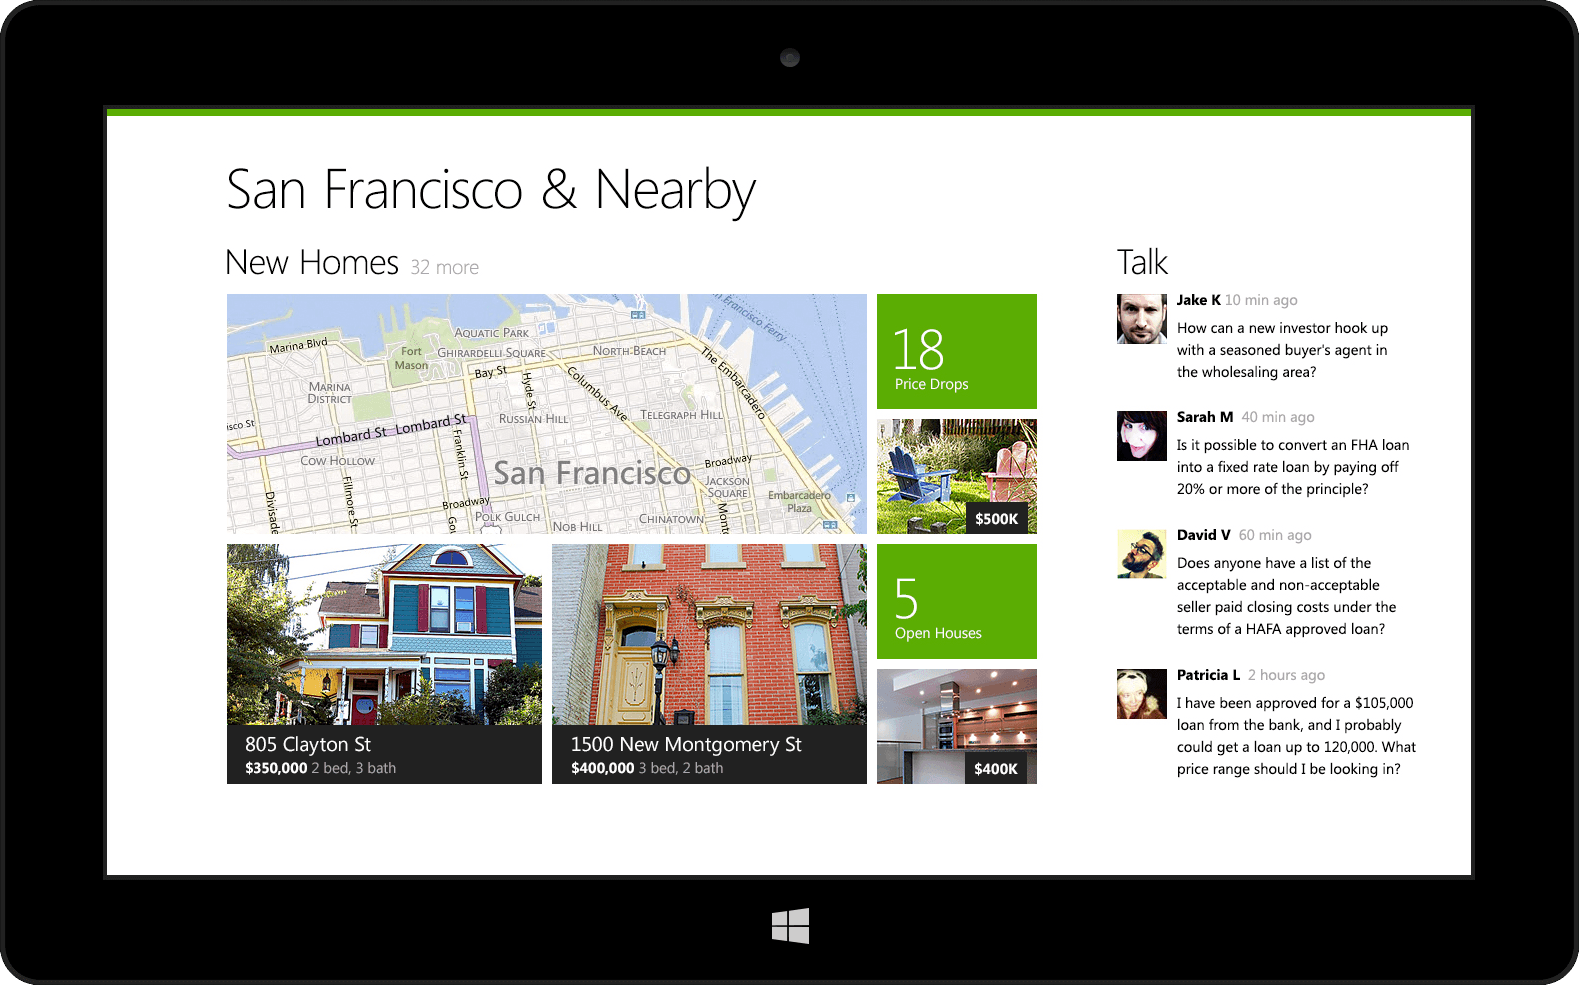 San Francisco & Nearby
New Homes 32 more
San Francisco Ferry
AQUATIC PARK
Marina Blvd
Fort
Mason
GHIRARDELLI SQUARE
NORTH BEACH
The Embarcadero
Bay St
MARINA
DISTRICT
Hyde St
Columbus Ave
RUSSIAN HILL
TELEGRAPH HILL
isco St
Lombard St
Lombard St
Franklin St
COW HOLLOW
San Francisco
Broadway
JACKSON
SQUARE
Divisade
Fillmore St
Broadway
Embarcadero
Plaza
Gou
POLK GULCH
NOB HILL
CHINATOWN
Mont
18
Price Drops
$500K
805 Clayton St
$350,000 2 bed, 3 bath
1500 New Montgomery St
$400,000 3 bed, 2 bath
5
Open Houses
$400K
Talk
Jake K 10 min ago
How can a new investor hook up
with a seasoned buyer's agent in
the wholesaling area?
Sarah M 40 min ago
Is it possible to convert an FHA loan
into a fixed rate loan by paying off
20% or more of the principle?
David V 60 min ago
Does anyone have a list of the
acceptable and non-acceptable
seller paid closing costs under the
terms of a HAFA approved loan?
Patricia L 2 hours ago
I have been approved for a $105,000
loan from the bank, and I probably
could get a loan up to 120,000. What
price range should I be looking in?